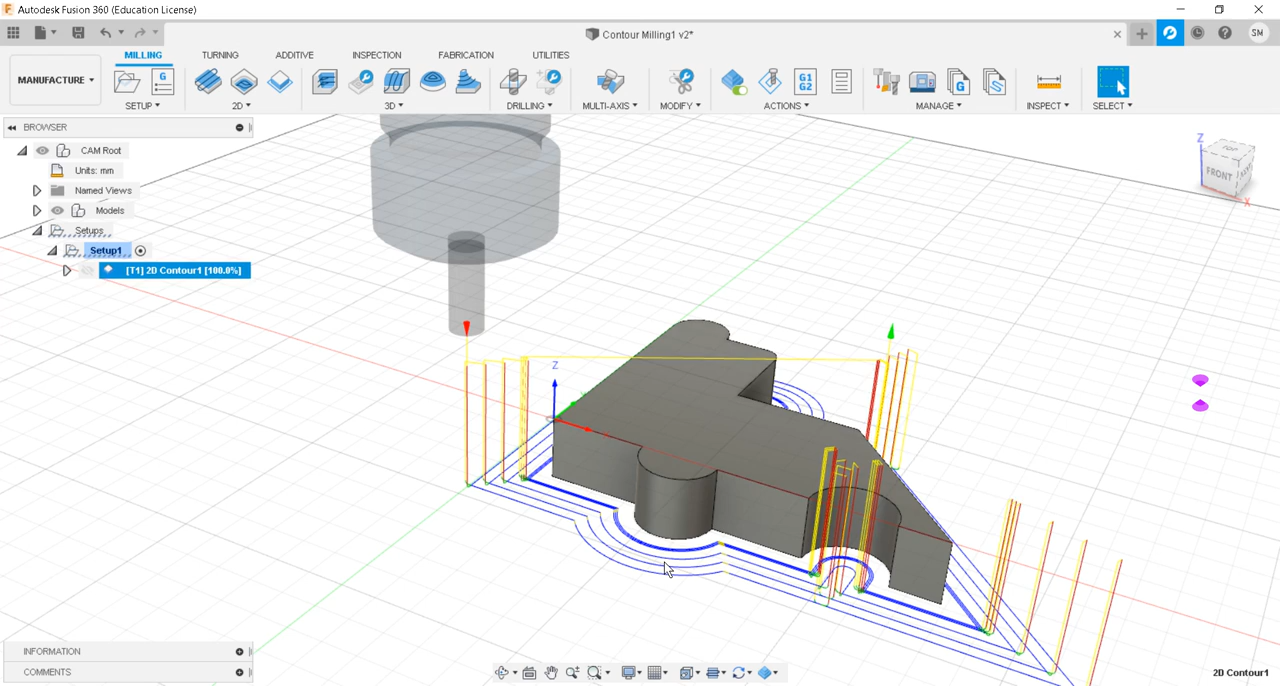 Autodesk Fusion 360 (Education License)
Contour Milling1 v2*
SM
MILLING TURNING ADDITIVE INSPECTION FABRICATION UTILITIES
MANUFACTURE
G
G1
G2
G
S
SETUP 2D 3D DRILLING MULTI-AXIS MODIFY ACTIONS MANAGE INSPECT SELECT
BROWSER
CAM Root
Units: mm
Named Views
Models
Setups
Setup1
[T1] 2D Contour1 [100.0%]
Z
TOP
FRONT
X
Z
INFORMATION
COMMENTS
2D Contour1